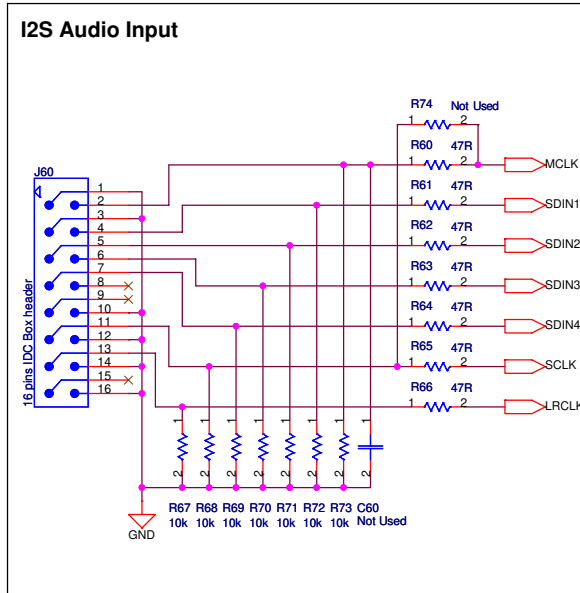 I2S Audio Input
R74 Not Used
1 2
R60 47R
1 2 MCLK
R61 47R
1 2 SDIN1
R62 47R
1 2 SDIN2
R63 47R
1 2 SDIN3
R64 47R
1 2 SDIN4
R65 47R
1 2 SCLK
R66 47R
1 2 LRCLK
J60
1
2
3
4
5
6
7
8
9
10
11
12
13
14
15
16
16 pins IDC Box header
1 1 1 1 1 1 1 1
2 2 2 2 2 2 2 2
R67 R68 R69 R70 R71 R72 R73 C60
10k 10k 10k 10k 10k 10k 10k Not Used
GND